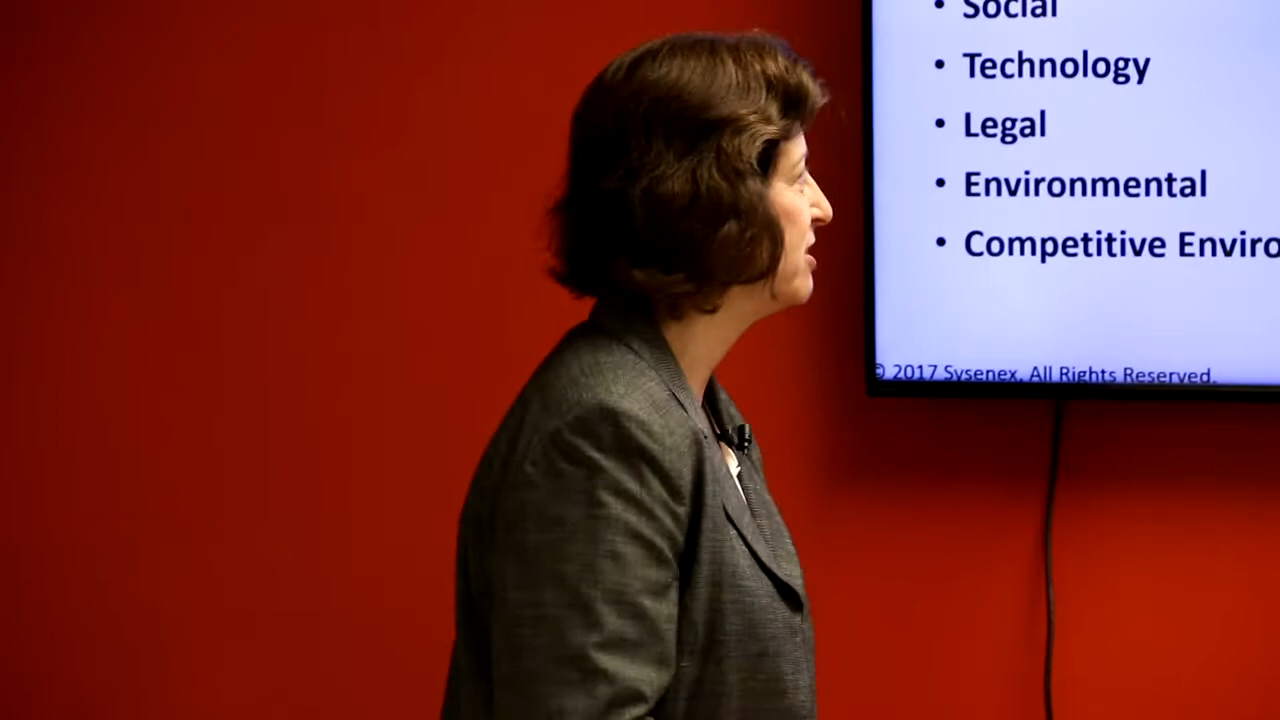 • Social
• Technology
• Legal
• Environmental
• Competitive Enviro
© 2017 Sysenex, All Rights Reserved.